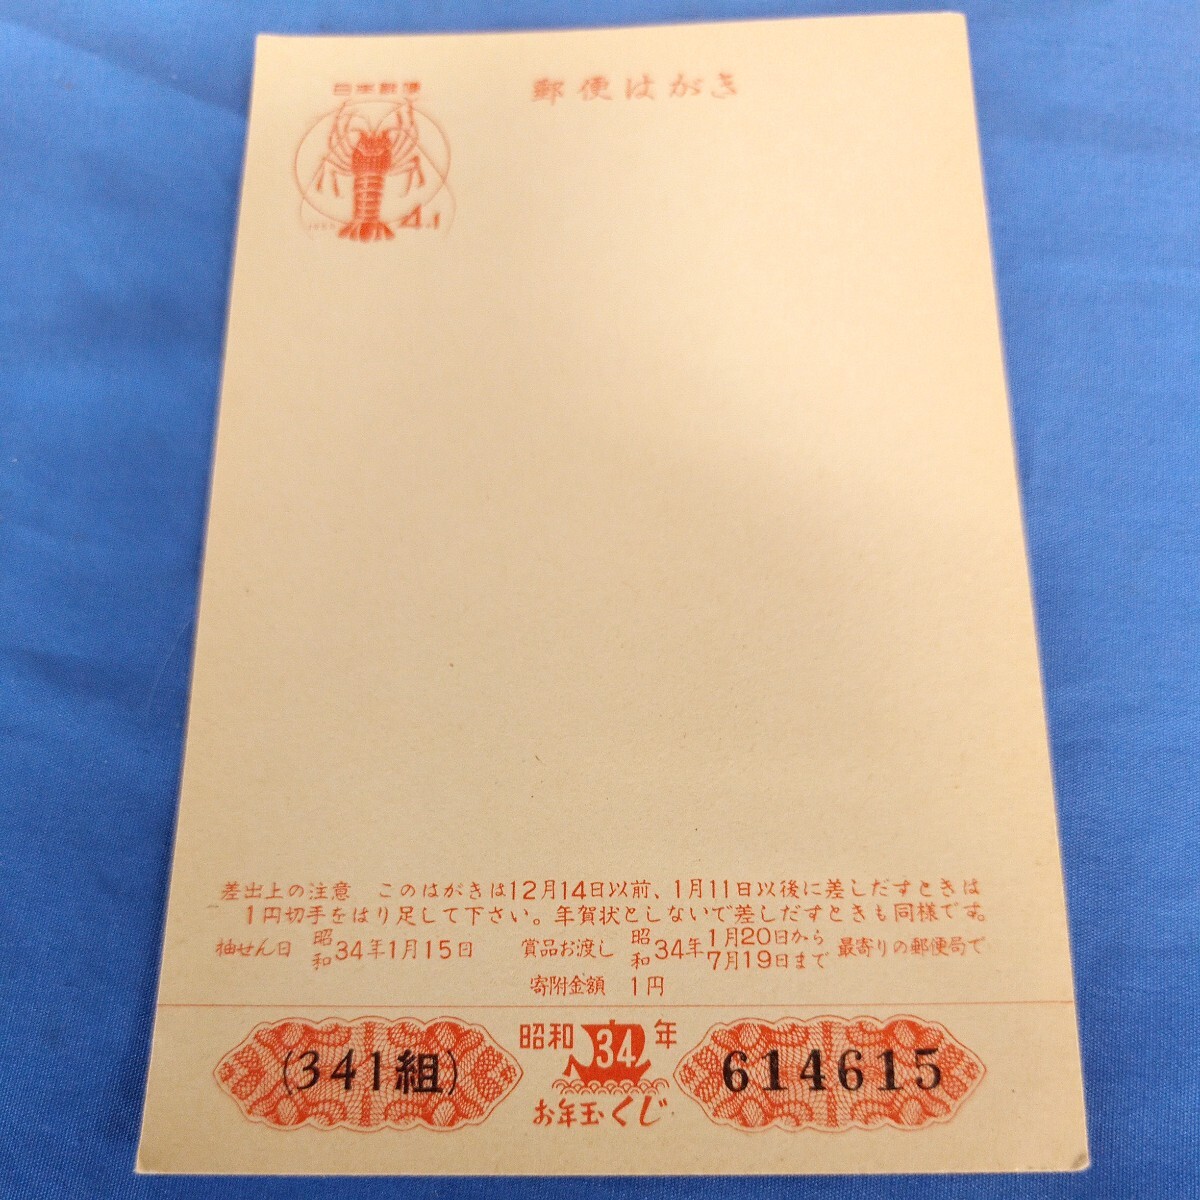 日本郵便
郵便はがき
4+1
差出上の注意 このはがきは12月14日以前、1月11日以後に差しだすときは
1円切手をはり足して下さい。年賀状としないで差しだすときも同様です。
抽せん日 昭和34年1月15日 賞品お渡し 昭和34年1月20日から7月19日まで 最寄りの郵便局で
寄附金額 1円
(341組)
昭和34年
お年玉くじ
614615